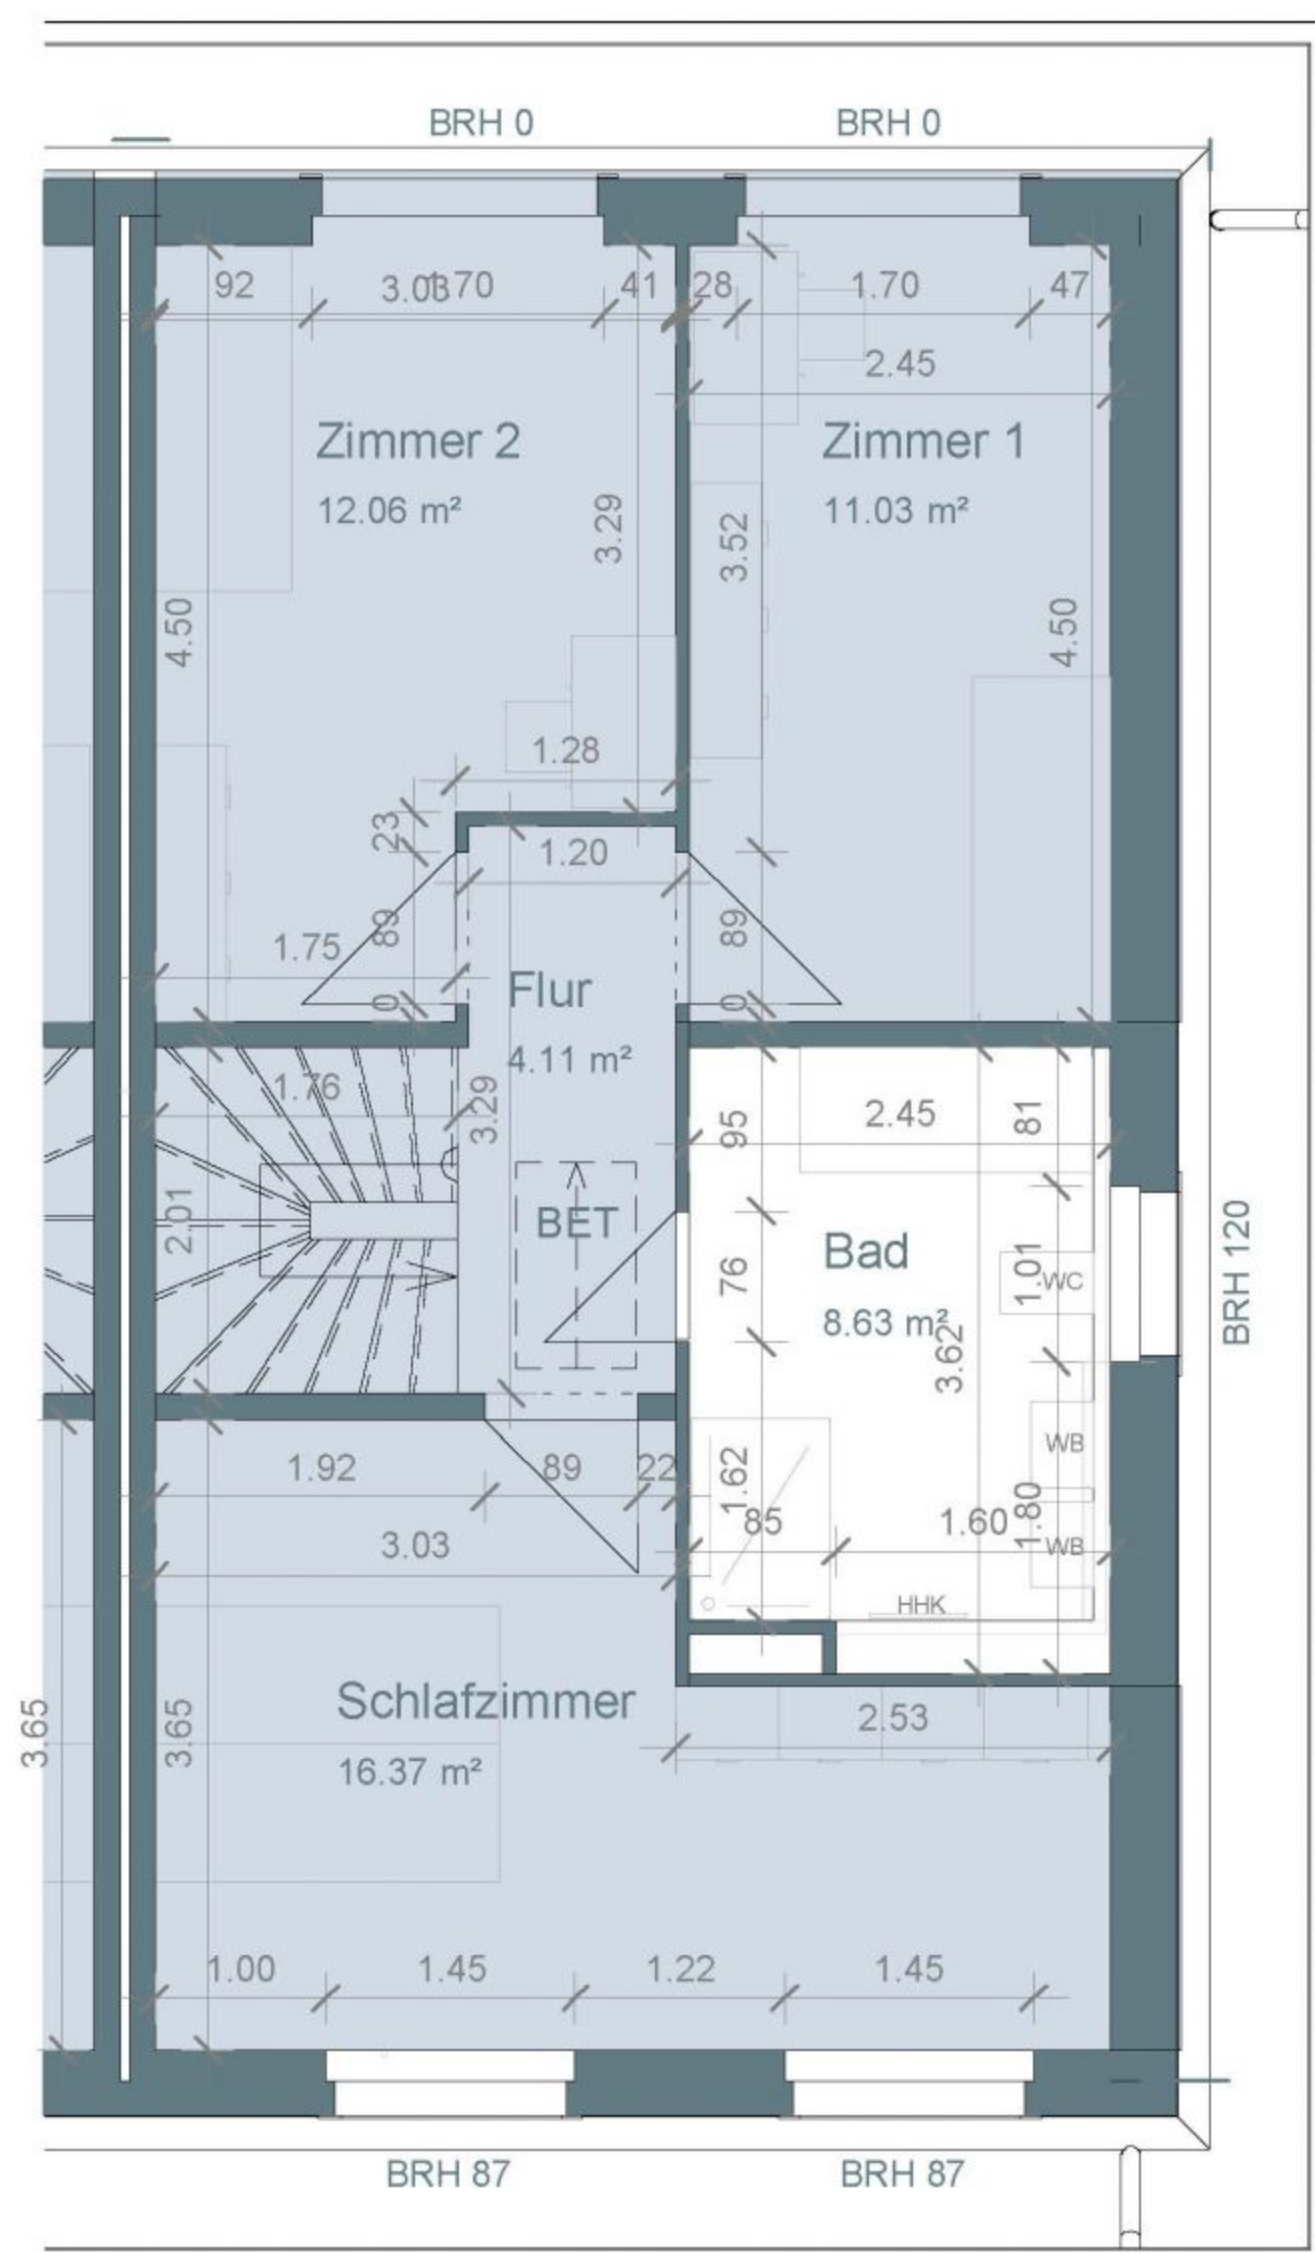 BRH 0 BRH 0
92 3.03 1.70 41 28 1.70 47
2.45
Zimmer 2 Zimmer 1
12.06 m² 11.03 m²
3.29 3.52
4.50 4.50
1.28
23 1.20
89 89
1.75
Flur
10 10
4.11 m²
1.76 3.29 95 2.45 81
2.01 BET 76 Bad 1.01 WC BRH 120
8.63 m²
3.62
WB
1.92 89 22 1.62
85 1.60 1.80
3.03 WB
HHK
Schlafzimmer
2.53
3.65 3.65
16.37 m²
1.00 1.45 1.22 1.45
BRH 87 BRH 87